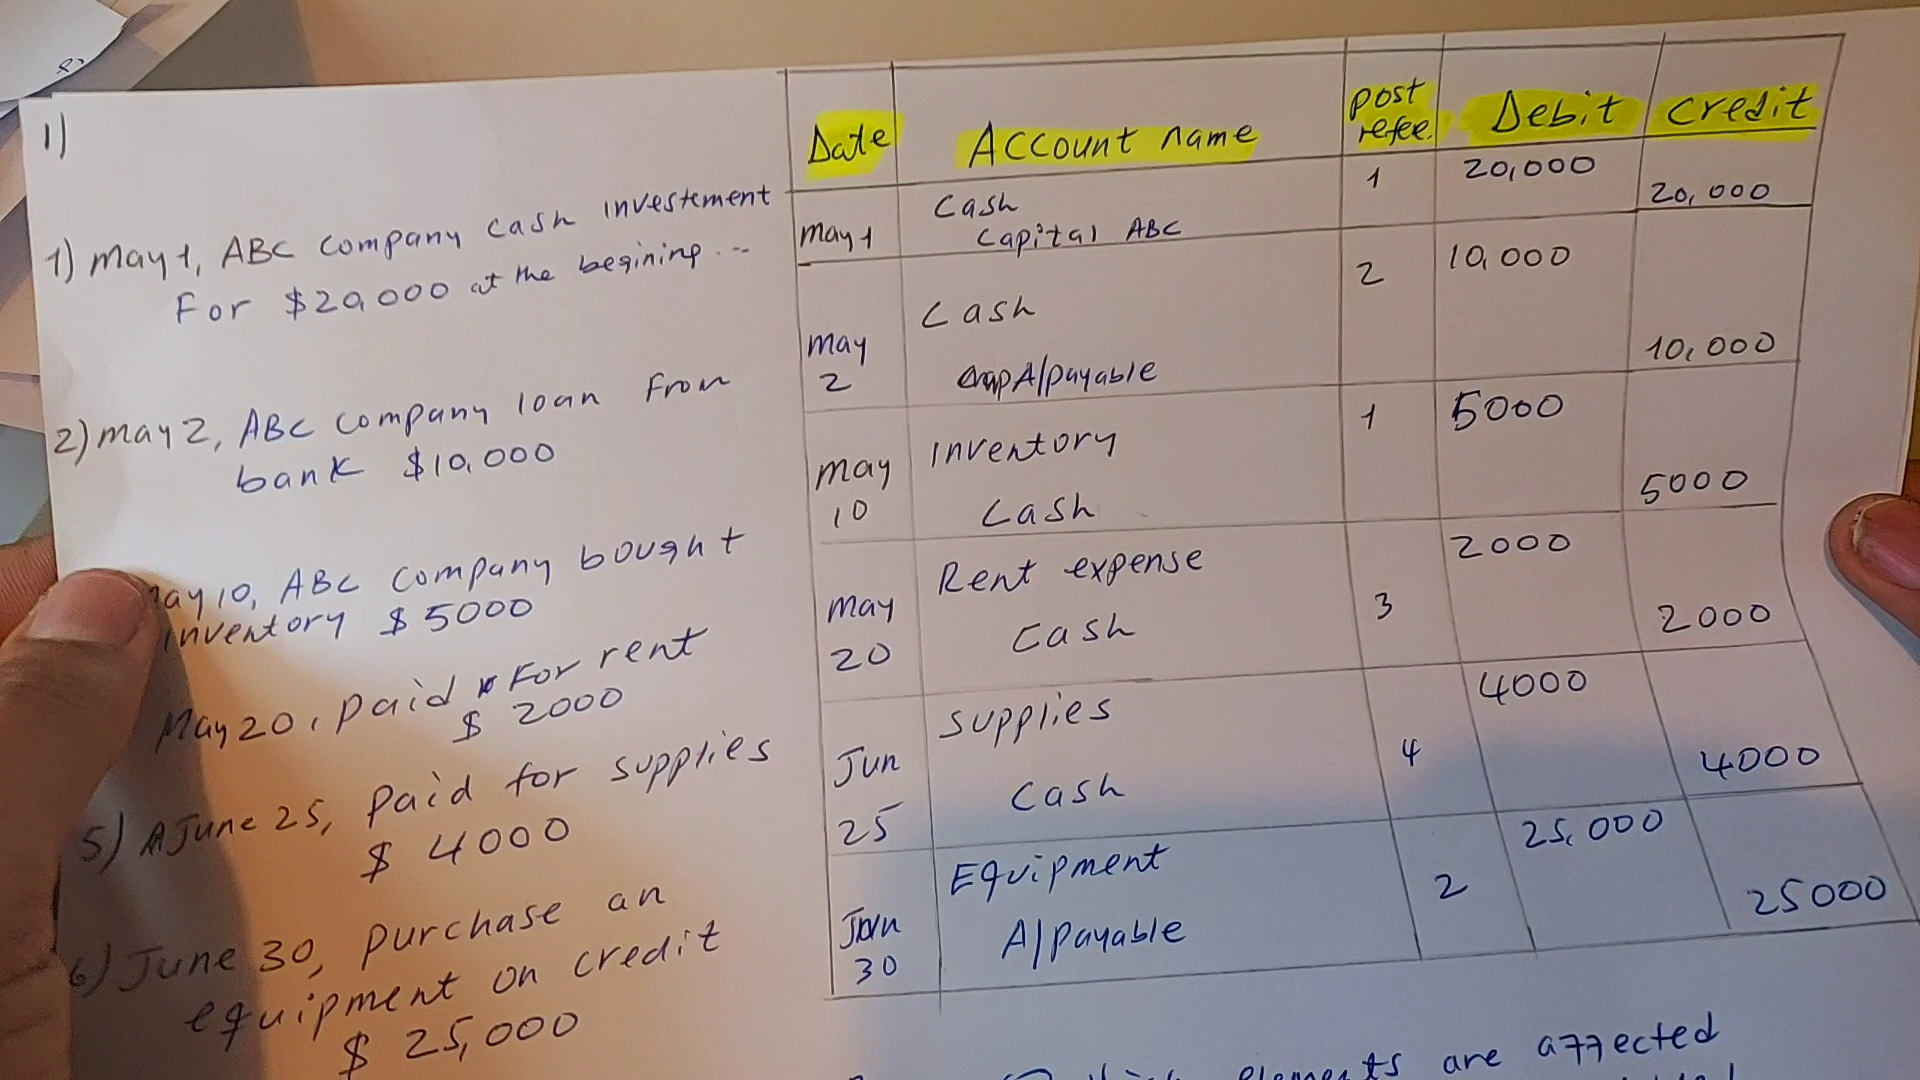 1)
1) may 1, ABC Company cash investement
For $20,000 at the begining..
2) may 2, ABC Company loan From
bank $10,000
ay 10, ABC Company bought
inventory $5000
May 20, paid For rent
$ 2000
5) June 25, Paid for supplies
$ 4000
6) June 30, purchase an
equipment on credit
$ 25,000
Date Account name post refee. Debit credit
may 1 Cash 1 20,000
Capital ABC 20,000
may 2 Cash 2 10,000
A/payable 10,000
may 10 Inventory 1 5000
Cash 5000
may 20 Rent expense 3 2000
Cash 2000
Jun 25 Supplies 4 4000
Cash 4000
Jun 30 Equipment 2 25,000
A/payable 25000
elements are affected